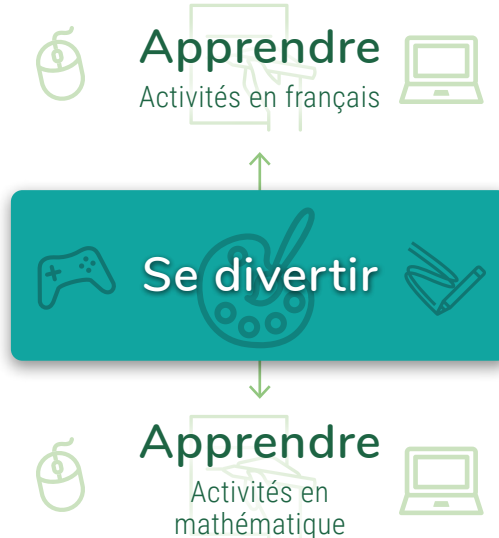 Apprendre
Activités en français
Se divertir
Apprendre
Activités en
mathématique